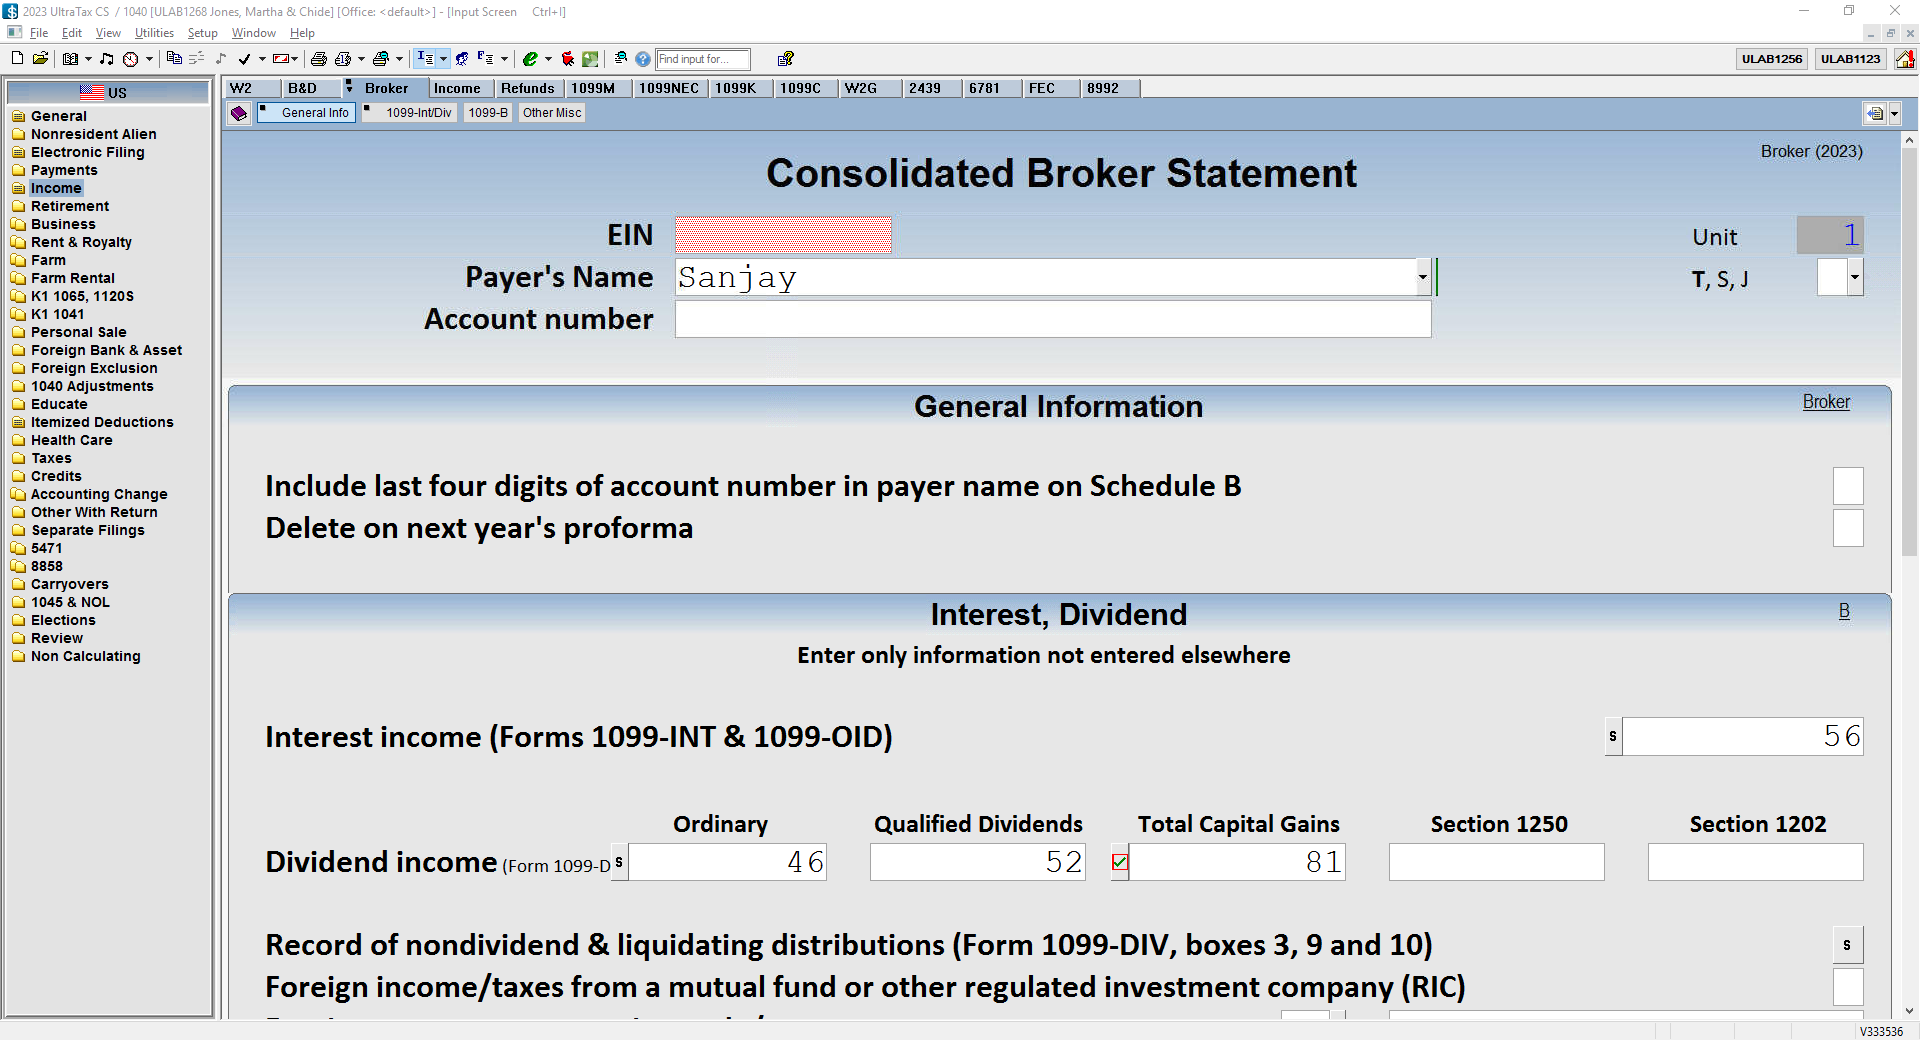 2023 UltraTax CS / 1040 [ULAB1268 Jones, Martha & Chide] [Office: <default>] - [Input Screen Ctrl+I]
File Edit View Utilities Setup Window Help
Find input for... ULAB1256 ULAB1123
US
General
Nonresident Alien
Electronic Filing
Payments
Income
Retirement
Business
Rent & Royalty
Farm
Farm Rental
K1 1065, 1120S
K1 1041
Personal Sale
Foreign Bank & Asset
Foreign Exclusion
1040 Adjustments
Educate
Itemized Deductions
Health Care
Taxes
Credits
Accounting Change
Other With Return
Separate Filings
5471
8858
Carryovers
1045 & NOL
Elections
Review
Non Calculating
W2 B&D Broker Income Refunds 1099M 1099NEC 1099K 1099C W2G 2439 6781 FEC 8992
General Info 1099-Int/Div 1099-B Other Misc
Broker (2023)
Consolidated Broker Statement
EIN Unit 1
Payer's Name Sanjay T, S, J
Account number
General Information Broker
Include last four digits of account number in payer name on Schedule B
Delete on next year's proforma
Interest, Dividend B
Enter only information not entered elsewhere
Interest income (Forms 1099-INT & 1099-OID) S 56
Ordinary Qualified Dividends Total Capital Gains Section 1250 Section 1202
Dividend income (Form 1099-D S 46 52 81
Record of nondividend & liquidating distributions (Form 1099-DIV, boxes 3, 9 and 10) S
Foreign income/taxes from a mutual fund or other regulated investment company (RIC)
V333536